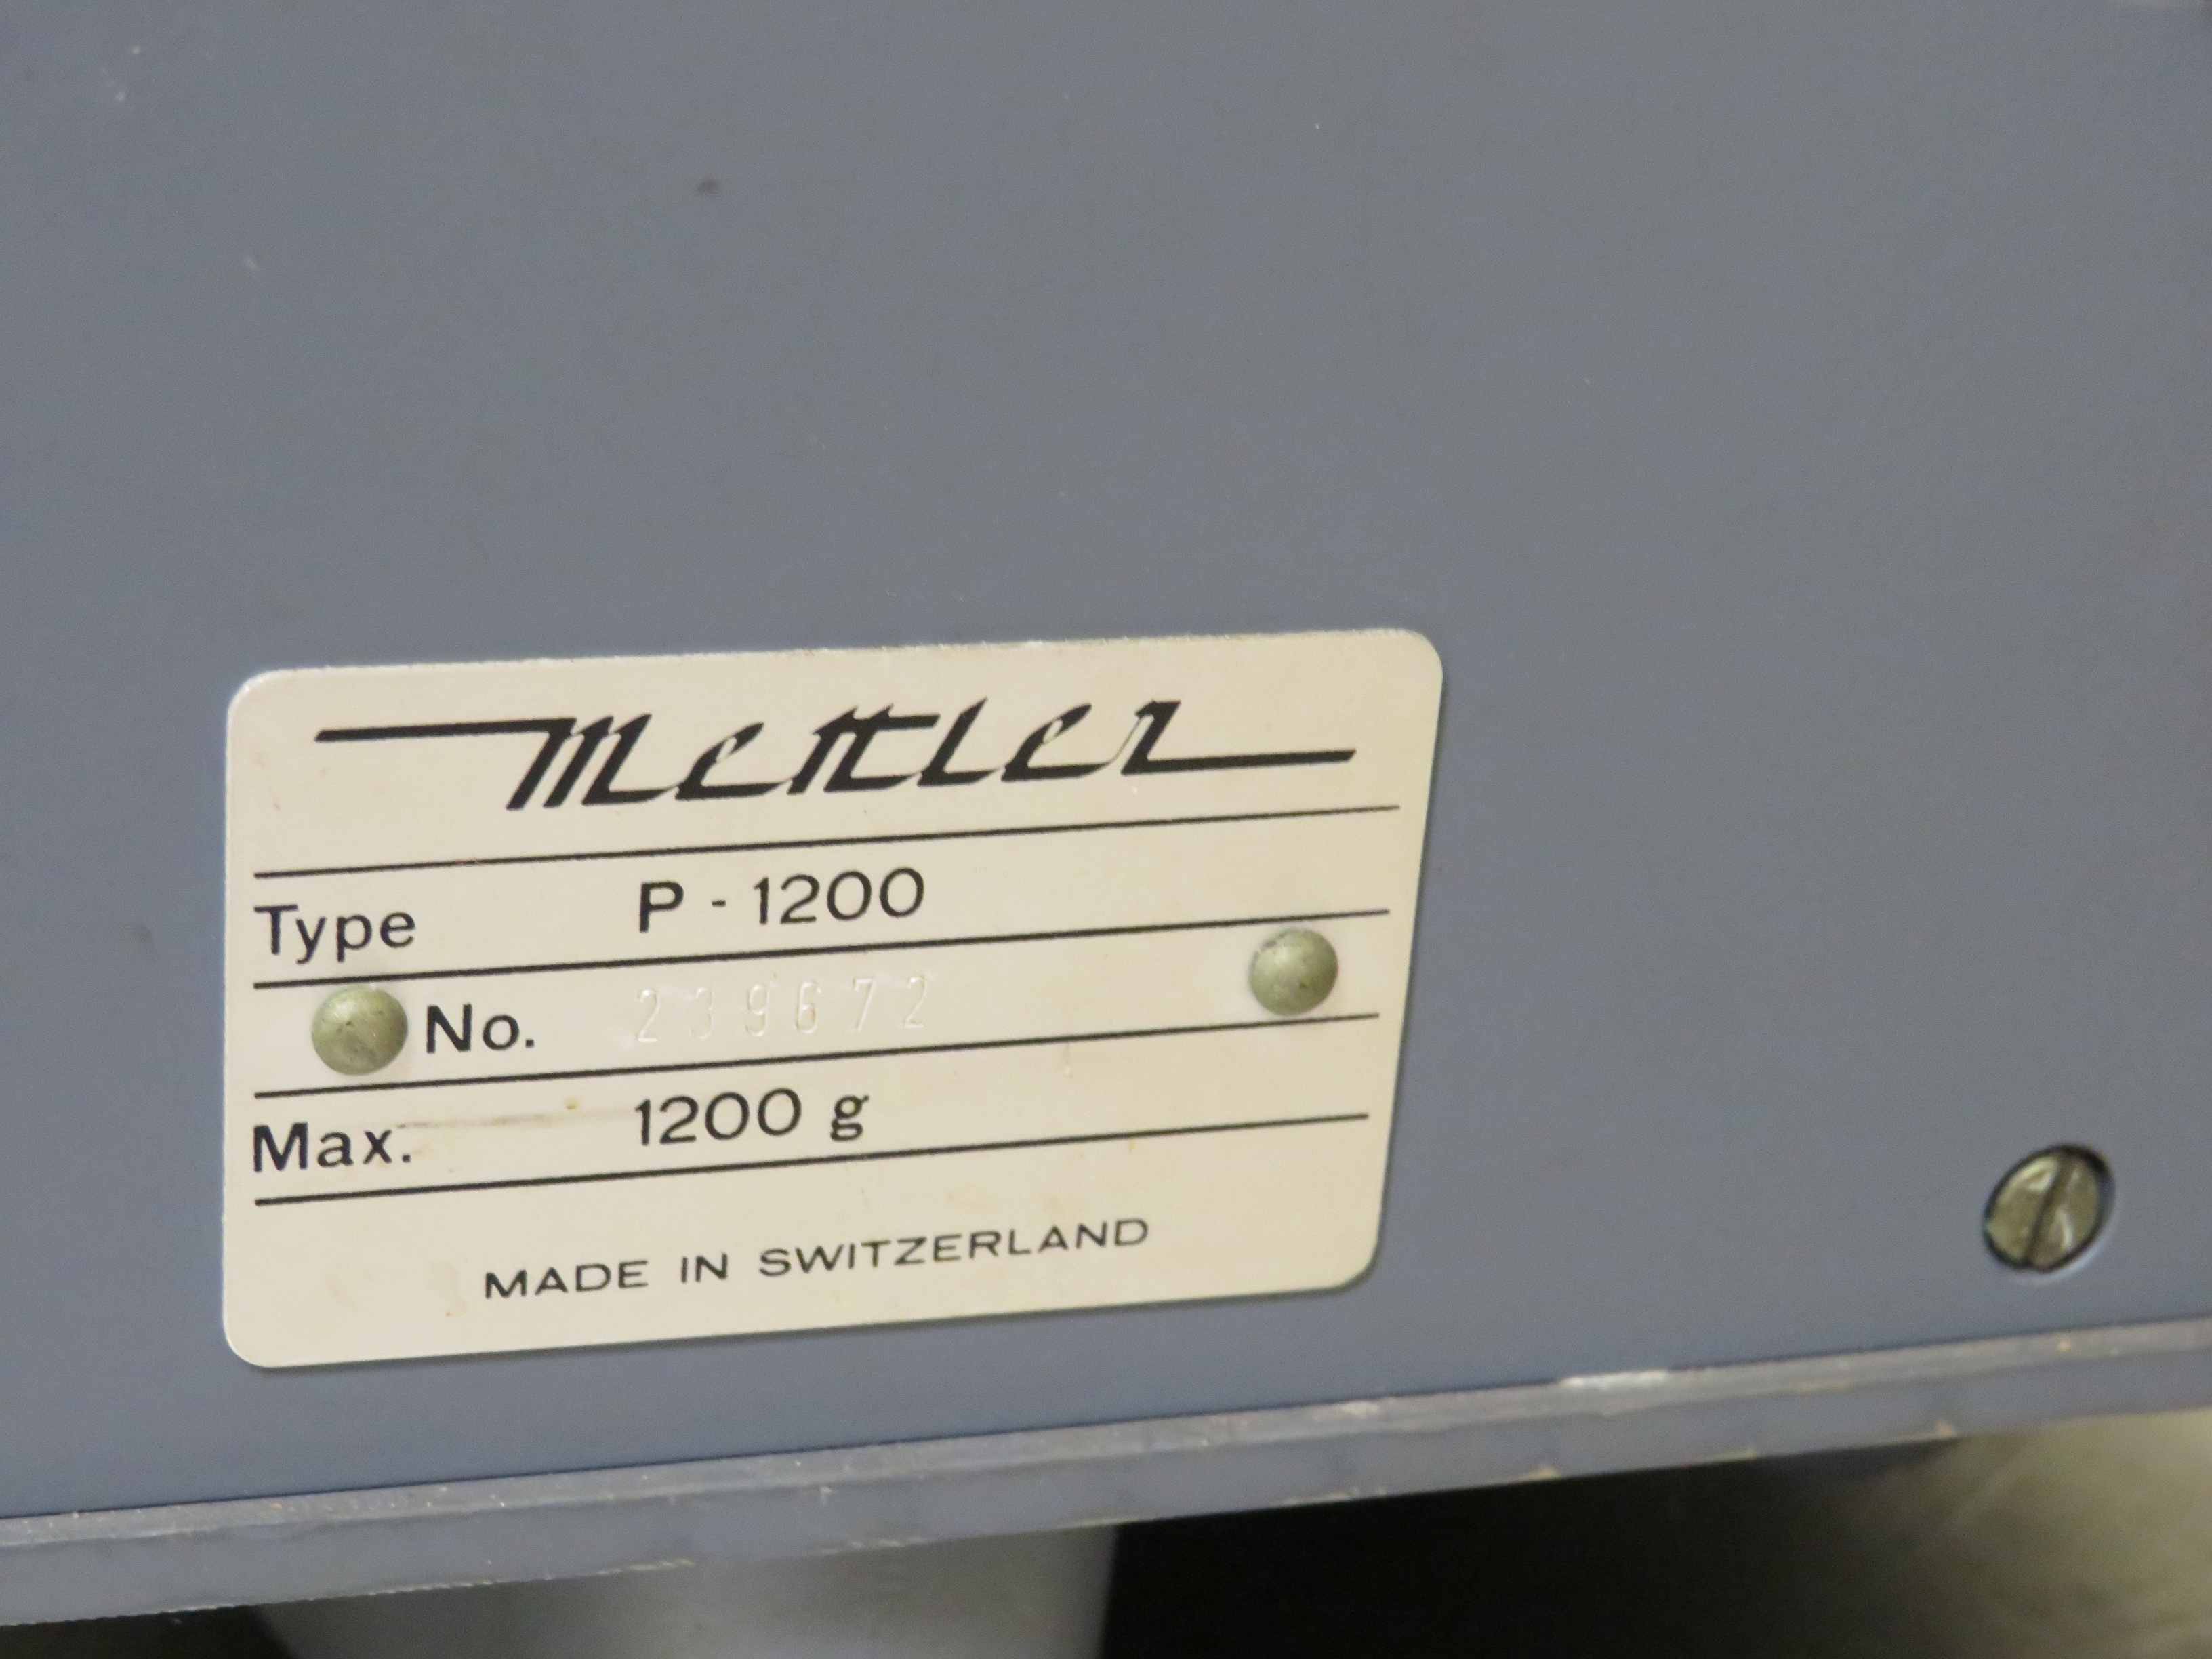 Mettler
Type P - 1200
No. 239672
Max. 1200 g
MADE IN SWITZERLAND